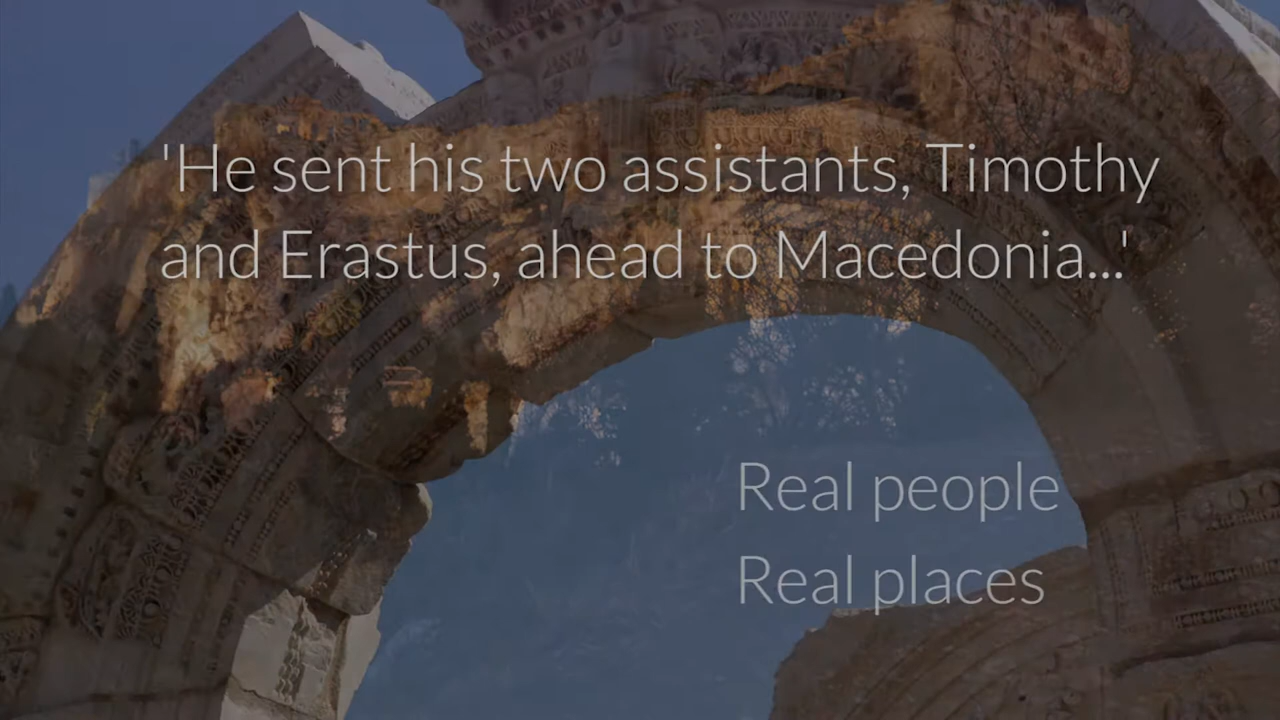 'He sent his two assistants, Timothy
and Erastus, ahead to Macedonia...'
Real people
Real places